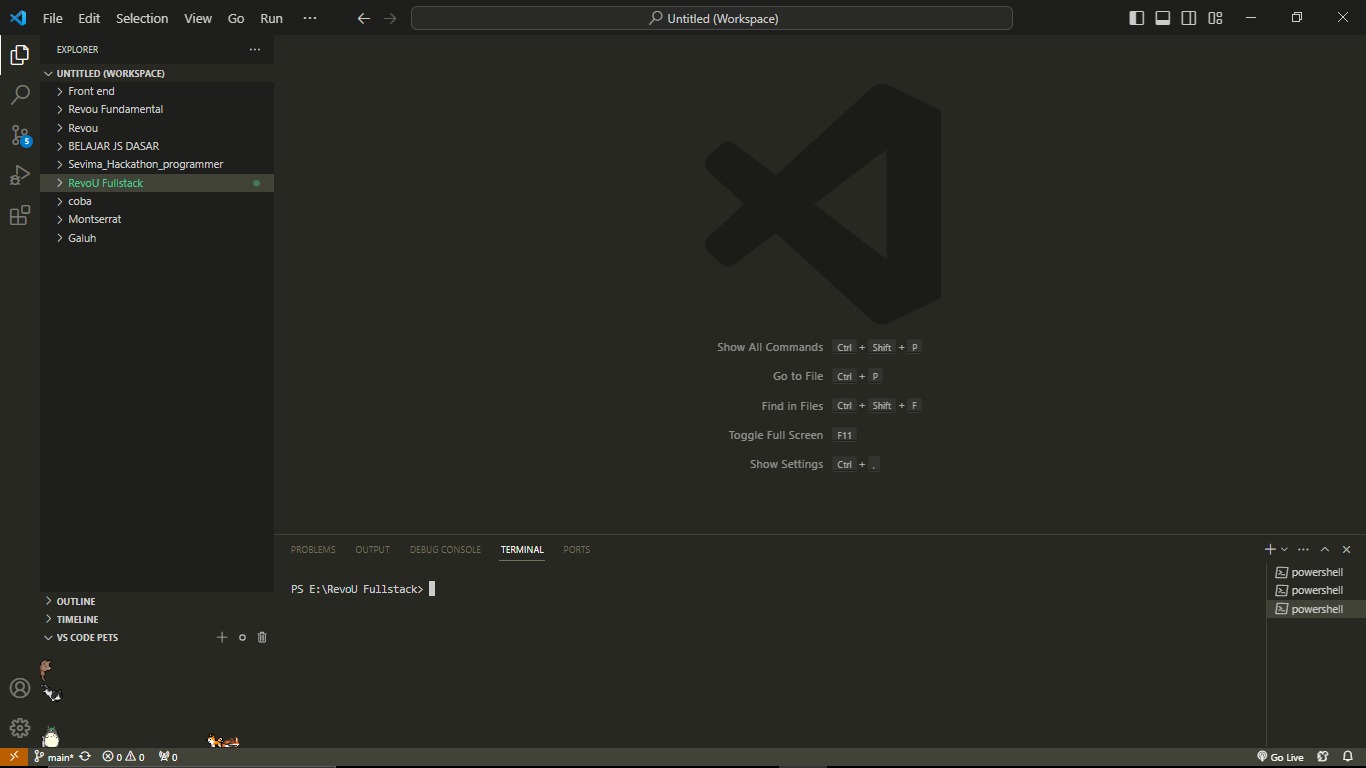 File Edit Selection View Go Run ···
Untitled (Workspace)
EXPLORER
UNTITLED (WORKSPACE)
Front end
Revou Fundamental
Revou
BELAJAR JS DASAR
Sevima_Hackathon_programmer
RevoU Fullstack
coba
Montserrat
Galuh
5
Show All Commands Ctrl + Shift + P
Go to File Ctrl + P
Find in Files Ctrl + Shift + F
Toggle Full Screen F11
Show Settings Ctrl + ,
PROBLEMS OUTPUT DEBUG CONSOLE TERMINAL PORTS
PS E:\RevoU Fullstack>
powershell
powershell
powershell
OUTLINE
TIMELINE
VS CODE PETS
main* 0 0 0 Go Live